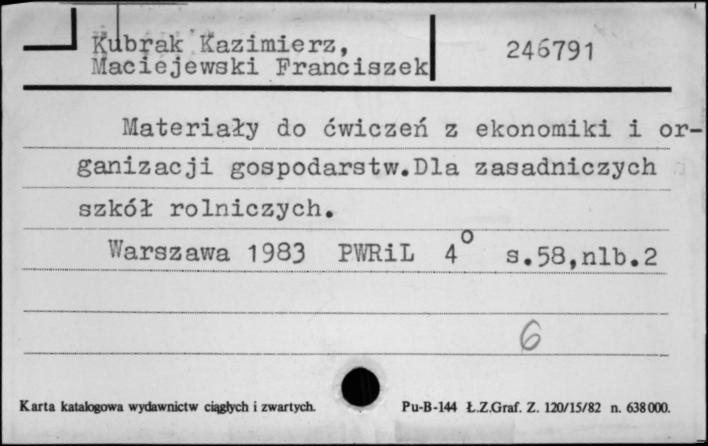 Kubrak Kazimierz,
Maciejewski Franciszek
246791
Materiały do ćwiczeń z ekonomiki i or-
ganizacji gospodarstw.Dla zasadniczych
szkół rolniczych.
Warszawa 1983 PWRiL 4° s.58,nlb.2
6
Karta katalogowa wydawnictw ciągłych i zwartych.
Pu-B-144 Ł.Z.Graf. Z. 120/15/82 n. 638000.